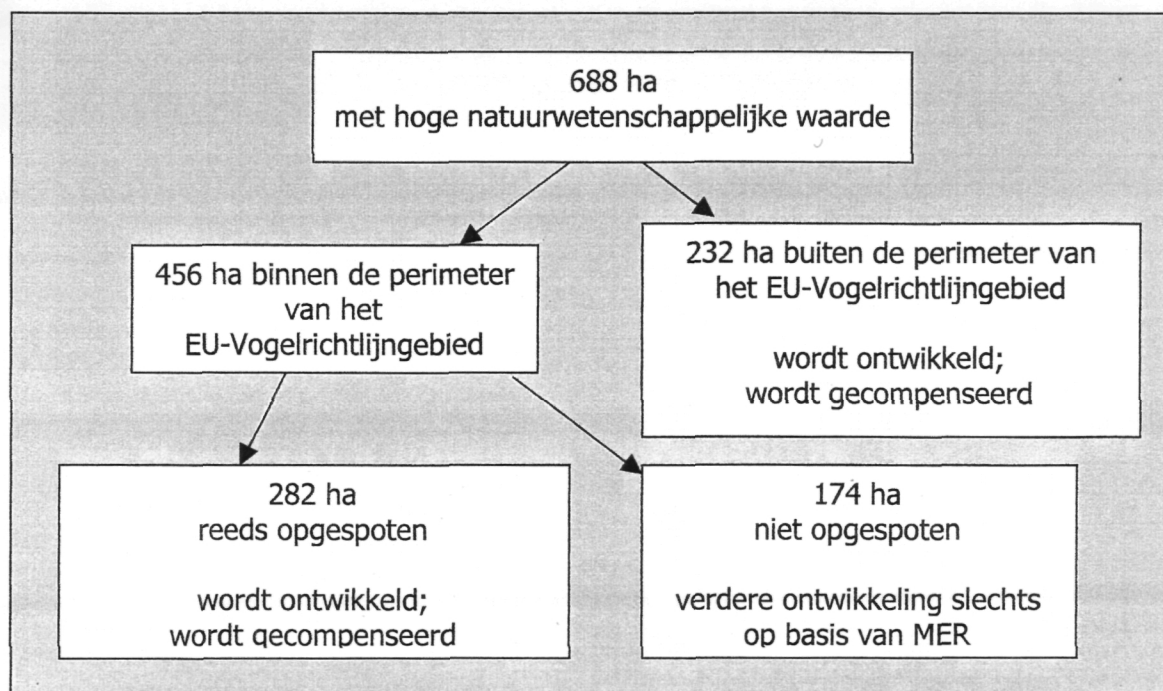 688 ha
met hoge natuurwetenschappelijke waarde
456 ha binnen de perimeter
van het
EU-Vogelrichtlijngebied
232 ha buiten de perimeter van
het EU-Vogelrichtlijngebied
wordt ontwikkeld;
wordt gecompenseerd
282 ha
reeds opgespoten
wordt ontwikkeld;
wordt gecompenseerd
174 ha
niet opgespoten
verdere ontwikkeling slechts
op basis van MER